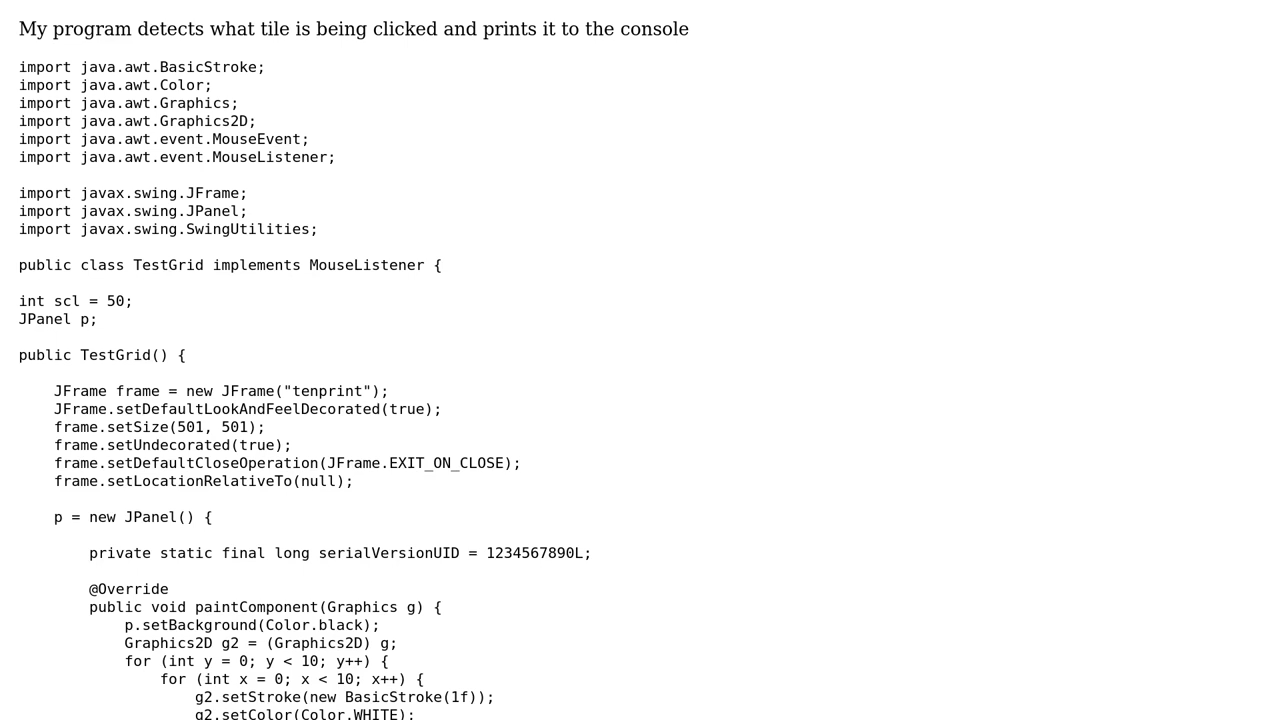 My program detects what tile is being clicked and prints it to the console
import java.awt.BasicStroke;
import java.awt.Color;
import java.awt.Graphics;
import java.awt.Graphics2D;
import java.awt.event.MouseEvent;
import java.awt.event.MouseListener;
import javax.swing.JFrame;
import javax.swing.JPanel;
import javax.swing.SwingUtilities;
public class TestGrid implements MouseListener {
int scl = 50;
JPanel p;
public TestGrid() {
    JFrame frame = new JFrame("tenprint");
    JFrame.setDefaultLookAndFeelDecorated(true);
    frame.setSize(501, 501);
    frame.setUndecorated(true);
    frame.setDefaultCloseOperation(JFrame.EXIT_ON_CLOSE);
    frame.setLocationRelativeTo(null);
    p = new JPanel() {
        private static final long serialVersionUID = 1234567890L;
        @Override
        public void paintComponent(Graphics g) {
            p.setBackground(Color.black);
            Graphics2D g2 = (Graphics2D) g;
            for (int y = 0; y < 10; y++) {
                for (int x = 0; x < 10; x++) {
                    g2.setStroke(new BasicStroke(1f));
                    g2.setColor(Color.WHITE);